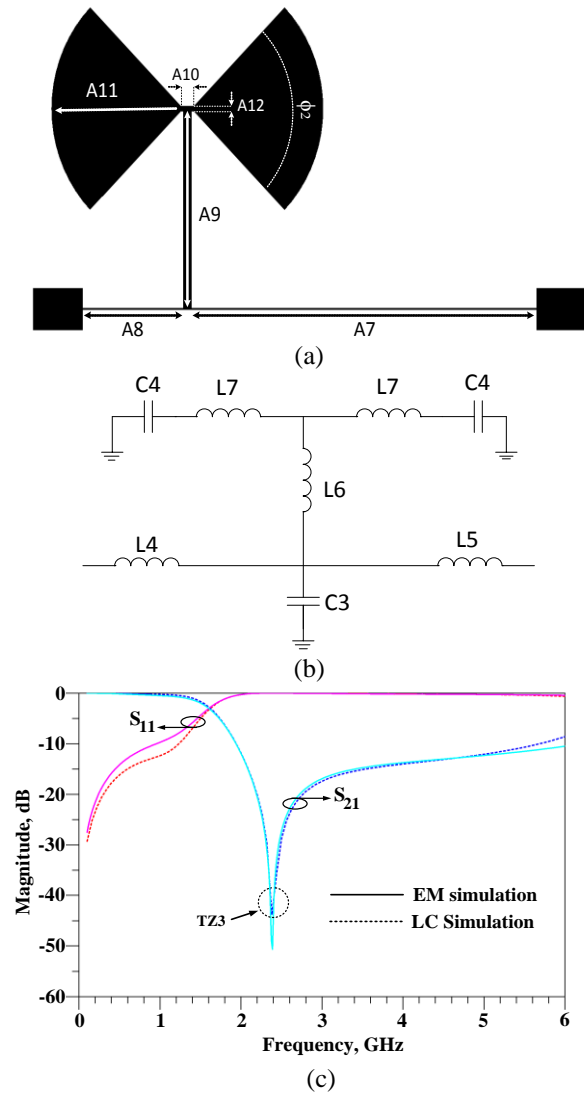 A10
A11
A12
ϕ2
A9
A8
A7
(a)
C4
L7
L7
C4
L6
L4
L5
C3
(b)
0
-10
-20
-30
-40
-50
-60
Magnitude, dB
S11
S21
TZ3
EM simulation
LC Simulation
0 1 2 3 4 5 6
Frequency, GHz
(c)